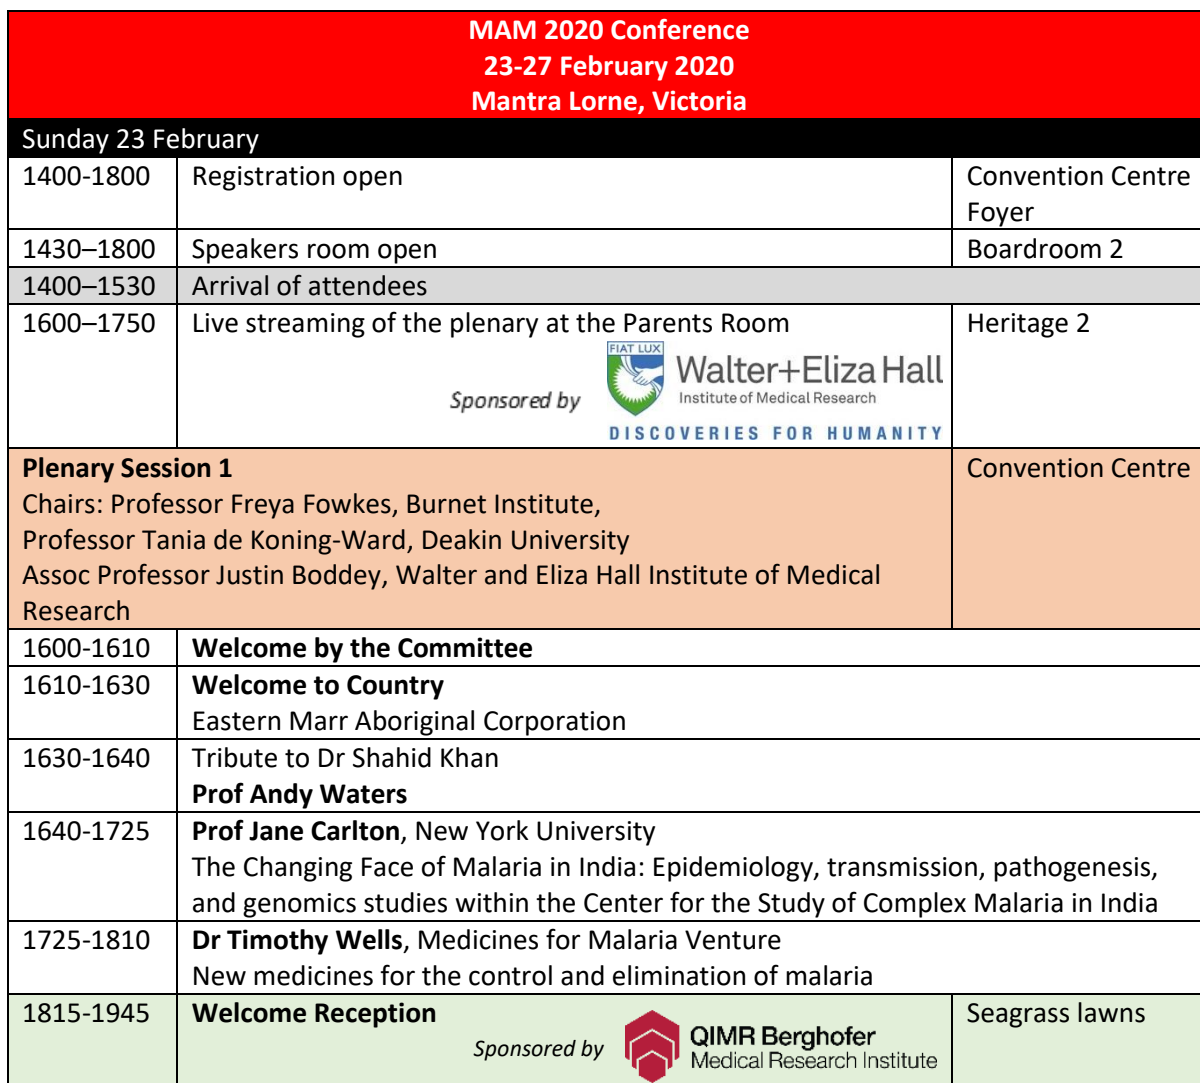 MAM 2020 Conference
23-27 February 2020
Mantra Lorne, Victoria
Sunday 23 February
1400-1800 Registration open Convention Centre
Foyer
1430–1800 Speakers room open Boardroom 2
1400–1530 Arrival of attendees
1600–1750 Live streaming of the plenary at the Parents Room Heritage 2
FIAT LUX
Walter+Eliza Hall
Institute of Medical Research
Sponsored by
DISCOVERIES FOR HUMANITY
Plenary Session 1 Convention Centre
Chairs: Professor Freya Fowkes, Burnet Institute,
Professor Tania de Koning-Ward, Deakin University
Assoc Professor Justin Boddey, Walter and Eliza Hall Institute of Medical
Research
1600-1610 Welcome by the Committee
1610-1630 Welcome to Country
Eastern Marr Aboriginal Corporation
1630-1640 Tribute to Dr Shahid Khan
Prof Andy Waters
1640-1725 Prof Jane Carlton, New York University
The Changing Face of Malaria in India: Epidemiology, transmission, pathogenesis,
and genomics studies within the Center for the Study of Complex Malaria in India
1725-1810 Dr Timothy Wells, Medicines for Malaria Venture
New medicines for the control and elimination of malaria
1815-1945 Welcome Reception Seagrass lawns
Sponsored by
QIMR Berghofer
Medical Research Institute